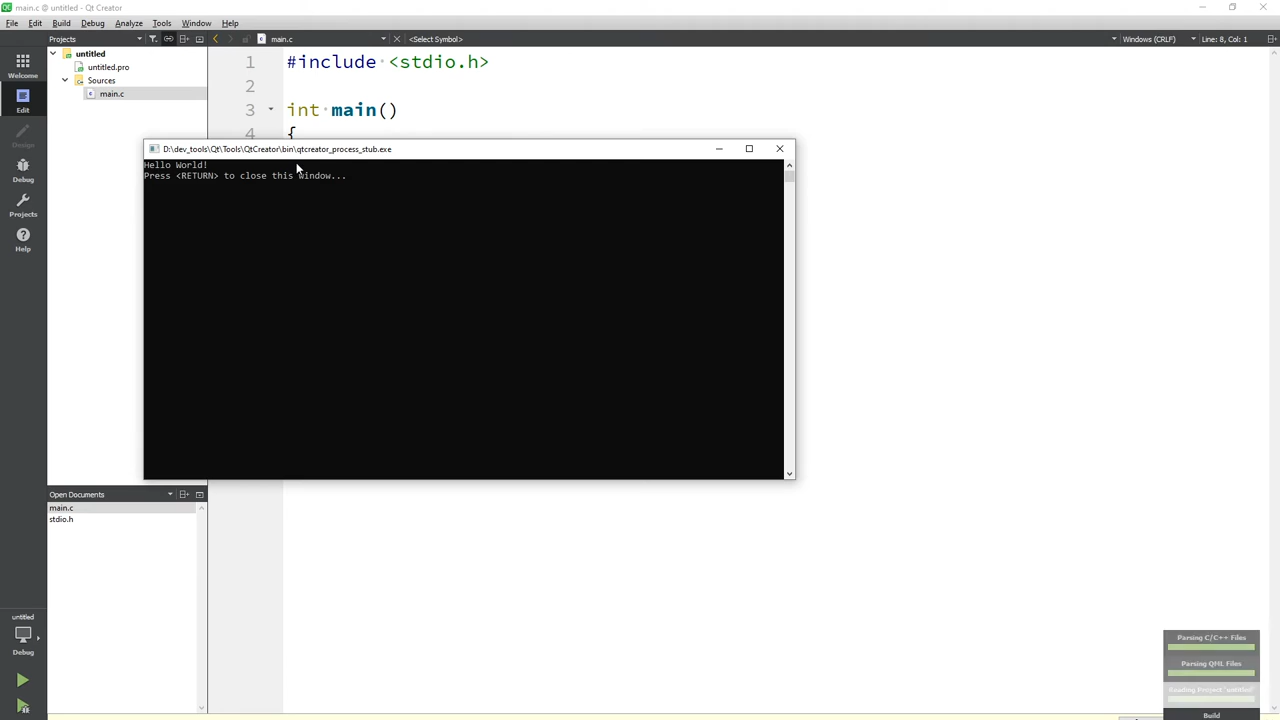 main.c @ untitled - Qt Creator
File Edit Build Debug Analyze Tools Window Help
Projects
main.c
<Select Symbol>
Windows (CRLF)
Line: 8, Col: 1
Welcome
Edit
Design
Debug
Projects
Help
untitled
untitled.pro
Sources
main.c
1 #include <stdio.h>
2
3 int main()
4 {
D:\dev_tools\Qt\Tools\QtCreator\bin\qtcreator_process_stub.exe
Hello World!
Press <RETURN> to close this window...
Open Documents
main.c
stdio.h
untitled
Debug
Parsing C/C++ Files
Parsing QML Files
Reading Project "untitled"
Build